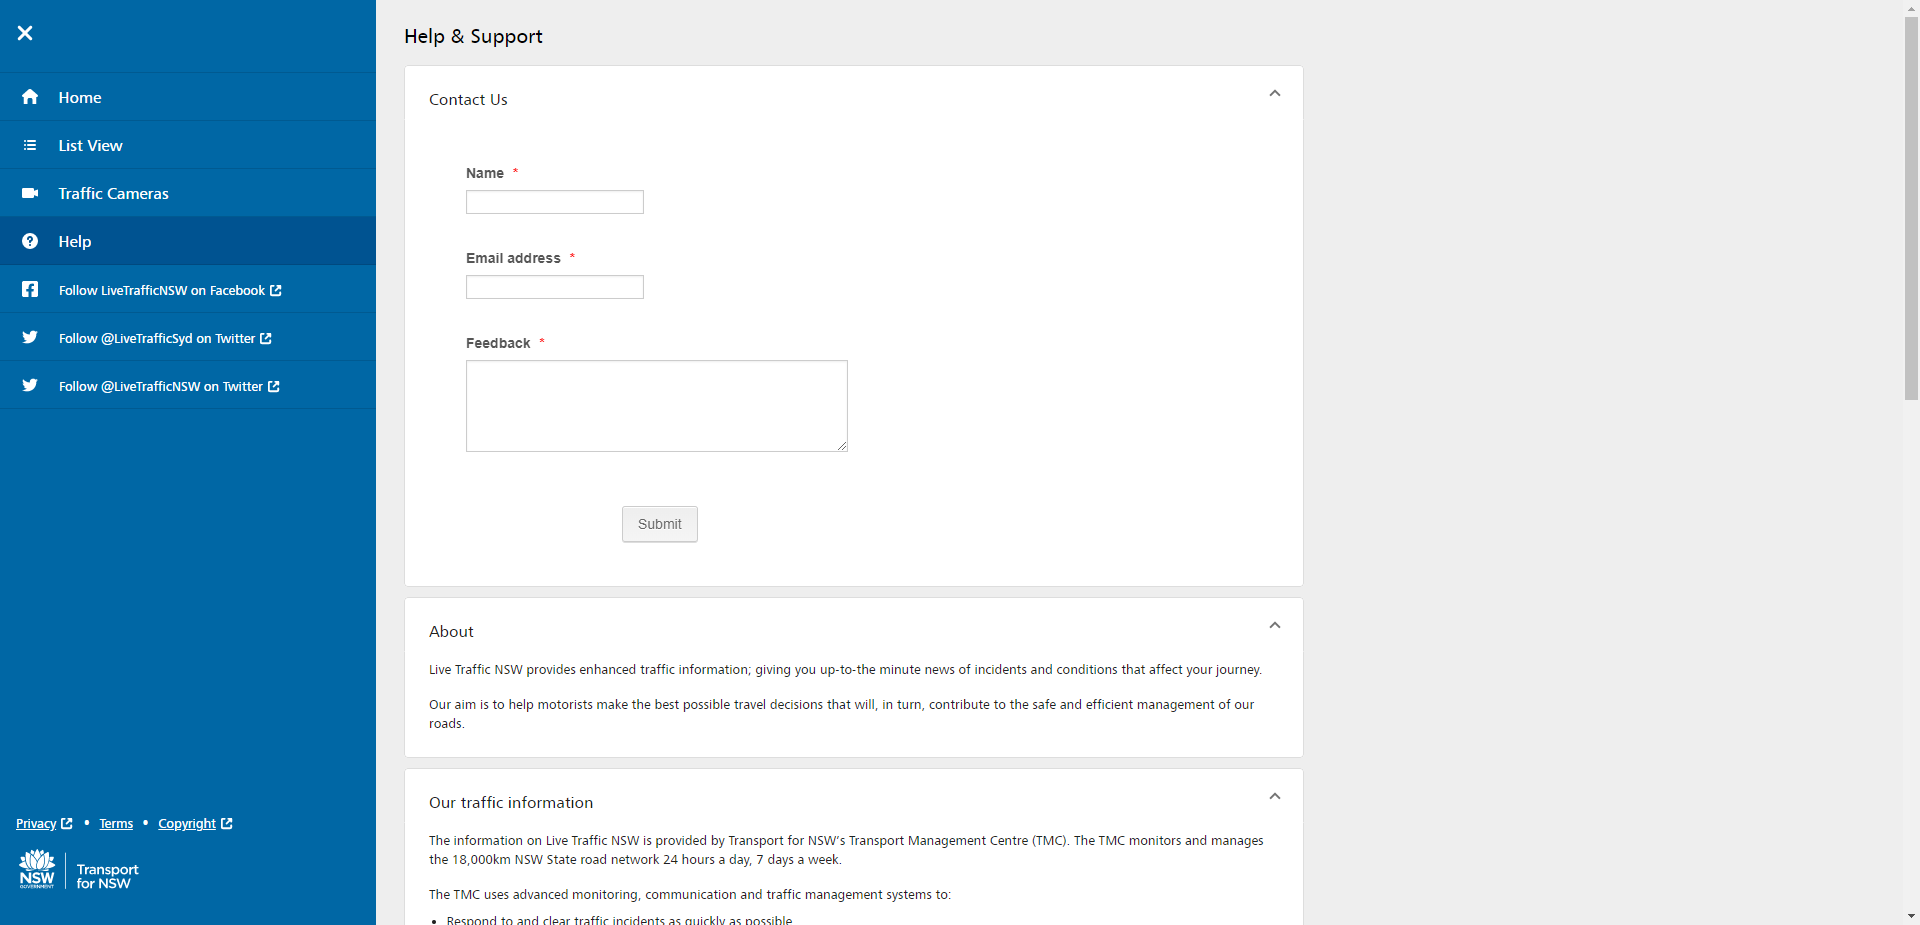 Home
List View
Traffic Cameras
Help
Follow LiveTrafficNSW on Facebook
Follow @LiveTrafficSyd on Twitter
Follow @LiveTrafficNSW on Twitter
Privacy • Terms • Copyright
NSW
GOVERNMENT
Transport
for NSW
Help & Support
Contact Us
Name *
Email address *
Feedback *
Submit
About
Live Traffic NSW provides enhanced traffic information; giving you up-to-the minute news of incidents and conditions that affect your journey.
Our aim is to help motorists make the best possible travel decisions that will, in turn, contribute to the safe and efficient management of our
roads.
Our traffic information
The information on Live Traffic NSW is provided by Transport for NSW’s Transport Management Centre (TMC). The TMC monitors and manages
the 18,000km NSW State road network 24 hours a day, 7 days a week.
The TMC uses advanced monitoring, communication and traffic management systems to:
• Respond to and clear traffic incidents as quickly as possible